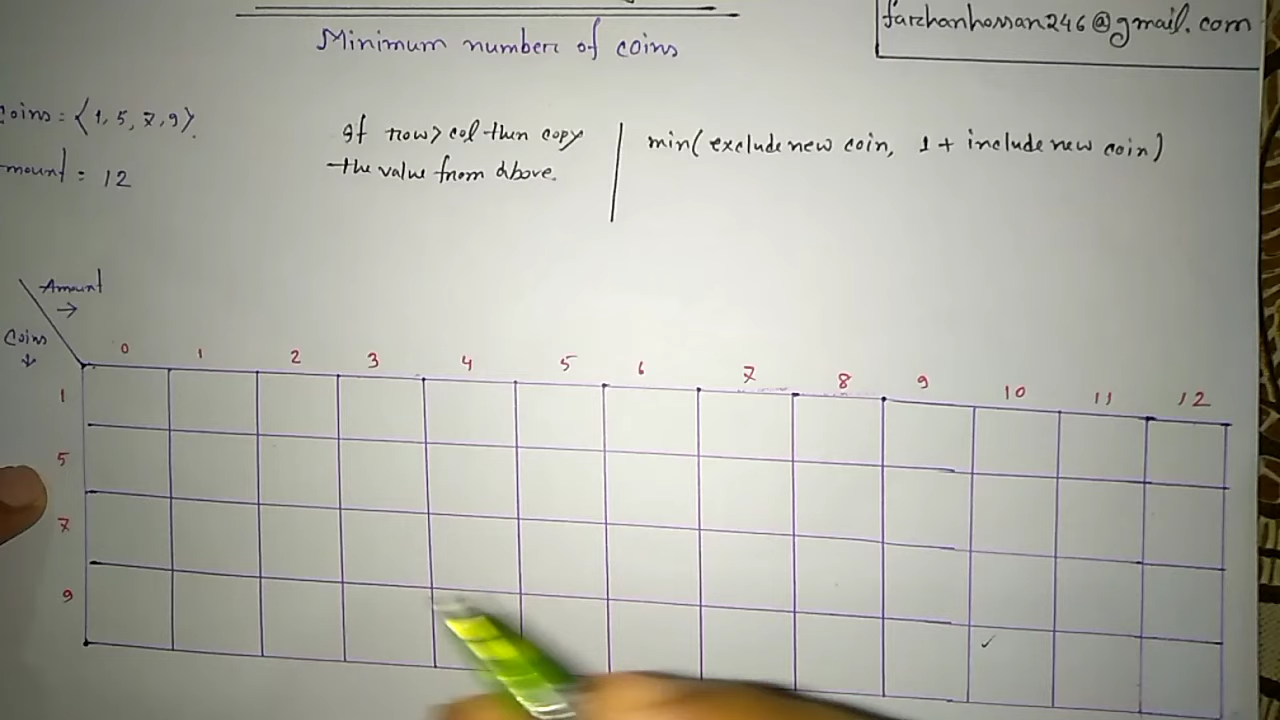 farhanhossan246@gmail.com
Minimum number of coins
coins = {1, 5, 7, 9}.
mount = 12
If row > col then copy
the value from above.
min( exclude new coin, 1 + include new coin)
Amount
→
Coins
↓
0 1 2 3 4 5 6 7 8 9 10 11 12
1
5
7
9
✓